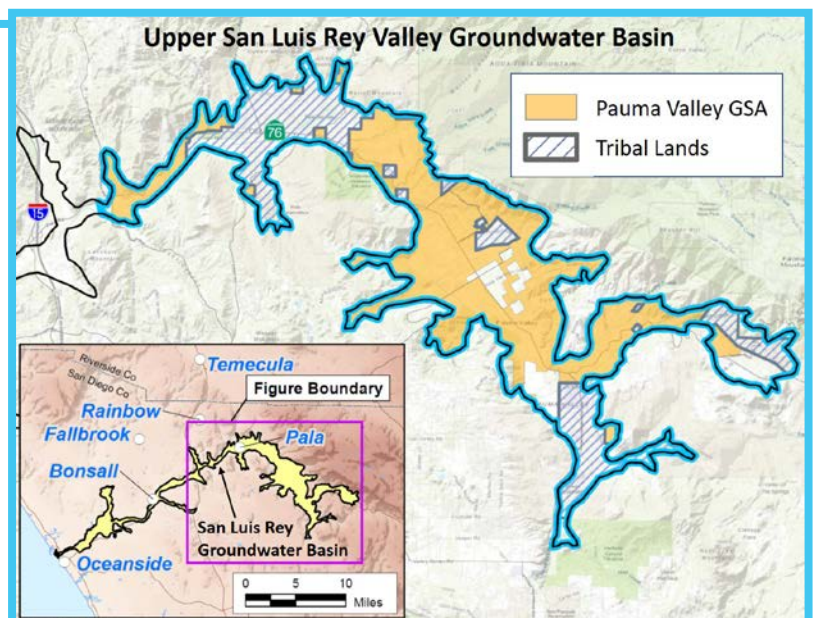 Upper San Luis Rey Valley Groundwater Basin
Pauma Valley GSA
Tribal Lands
76
15
Riverside Co
San Diego Co
Temecula
Figure Boundary
Rainbow
Fallbrook
Pala
Bonsall
San Luis Rey
Groundwater Basin
Oceanside
0 5 10
Miles